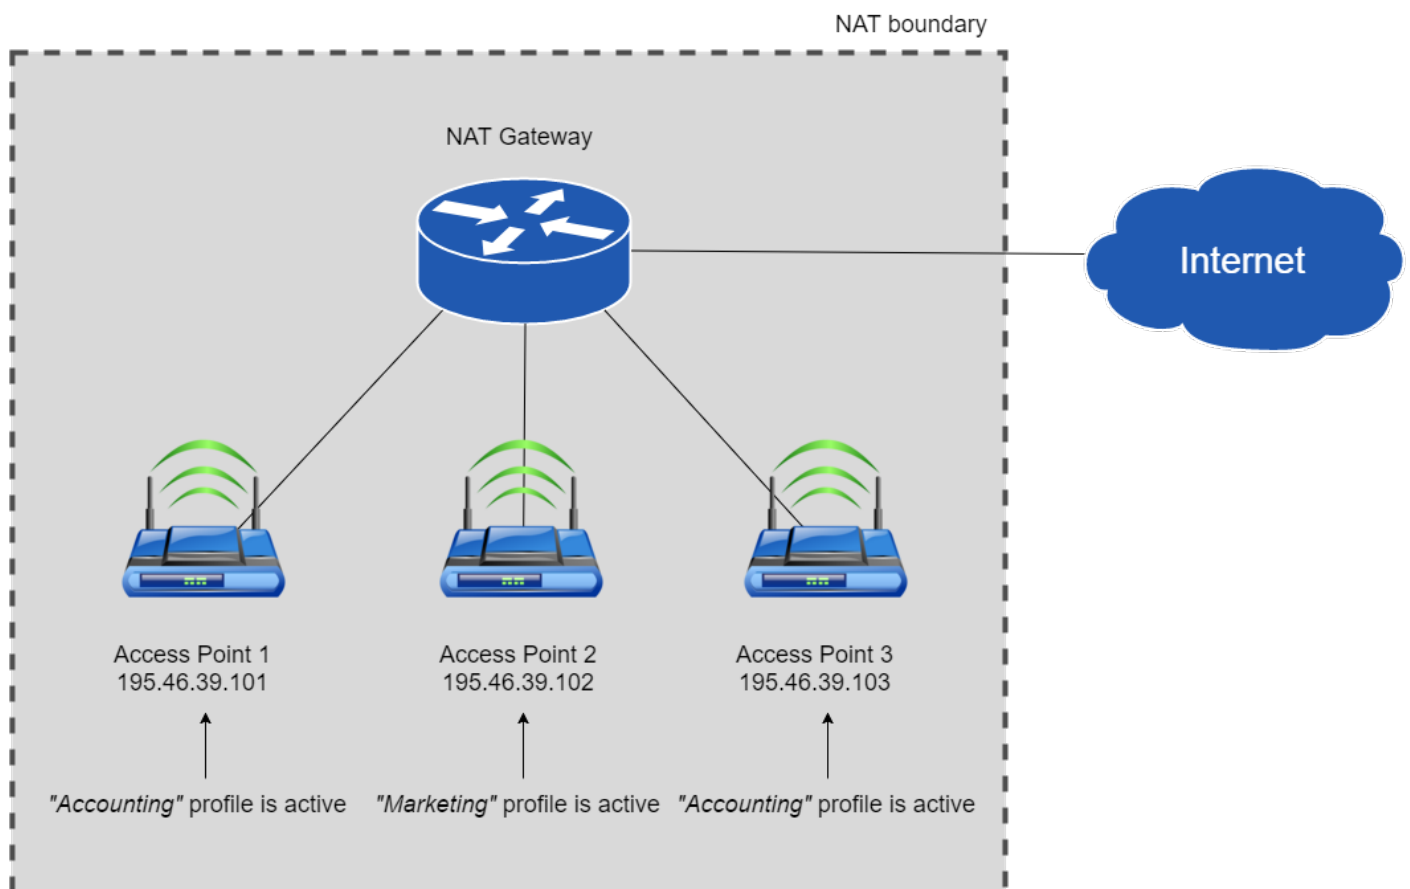 NAT boundary
NAT Gateway
Internet
Access Point 1
195.46.39.101
Access Point 2
195.46.39.102
Access Point 3
195.46.39.103
"Accounting" profile is active
"Marketing" profile is active
"Accounting" profile is active